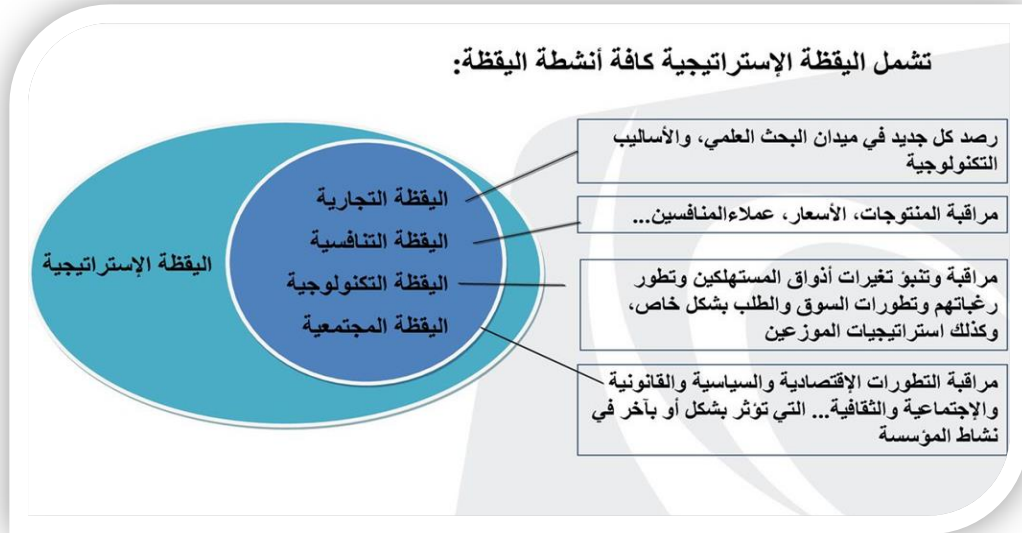 تشمل اليقظة الإستراتيجية كافة أنشطة اليقظة:
رصد كل جديد في ميدان البحث العلمي، والأساليب
التكنولوجية
مراقبة المنتوجات، الأسعار، عملاءالمنافسين...
مراقبة وتنبؤ تغيرات أذواق المستهلكين وتطور
رغباتهم وتطورات السوق والطلب بشكل خاص،
وكذلك استراتيجيات الموزعين
مراقبة التطورات الإقتصادية والسياسية والقانونية
والإجتماعية والثقافية... التي تؤثر بشكل أو بآخر في
نشاط المؤسسة
اليقظة التجارية
اليقظة التنافسية
اليقظة التكنولوجية
اليقظة المجتمعية
اليقظة الإستراتيجية